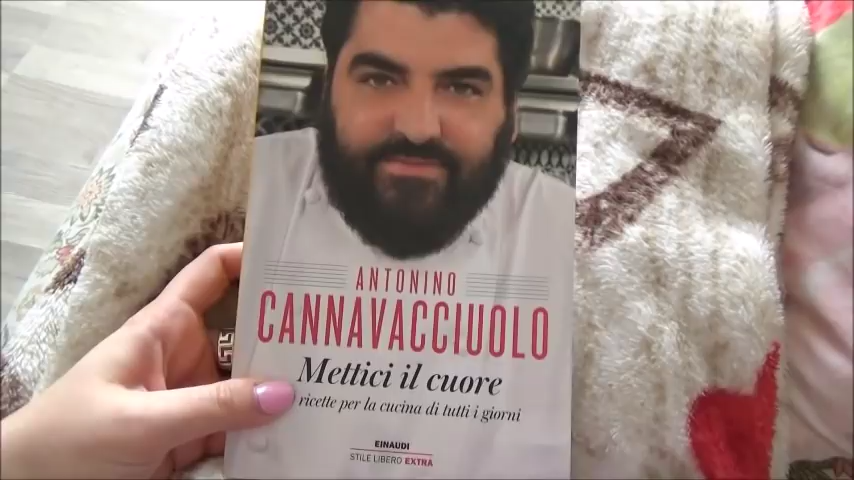 ANTONINO
CANNAVACCIUOLO
Mettici il cuore
ricette per la cucina di tutti i giorni
EINAUDI
STILE LIBERO EXTRA